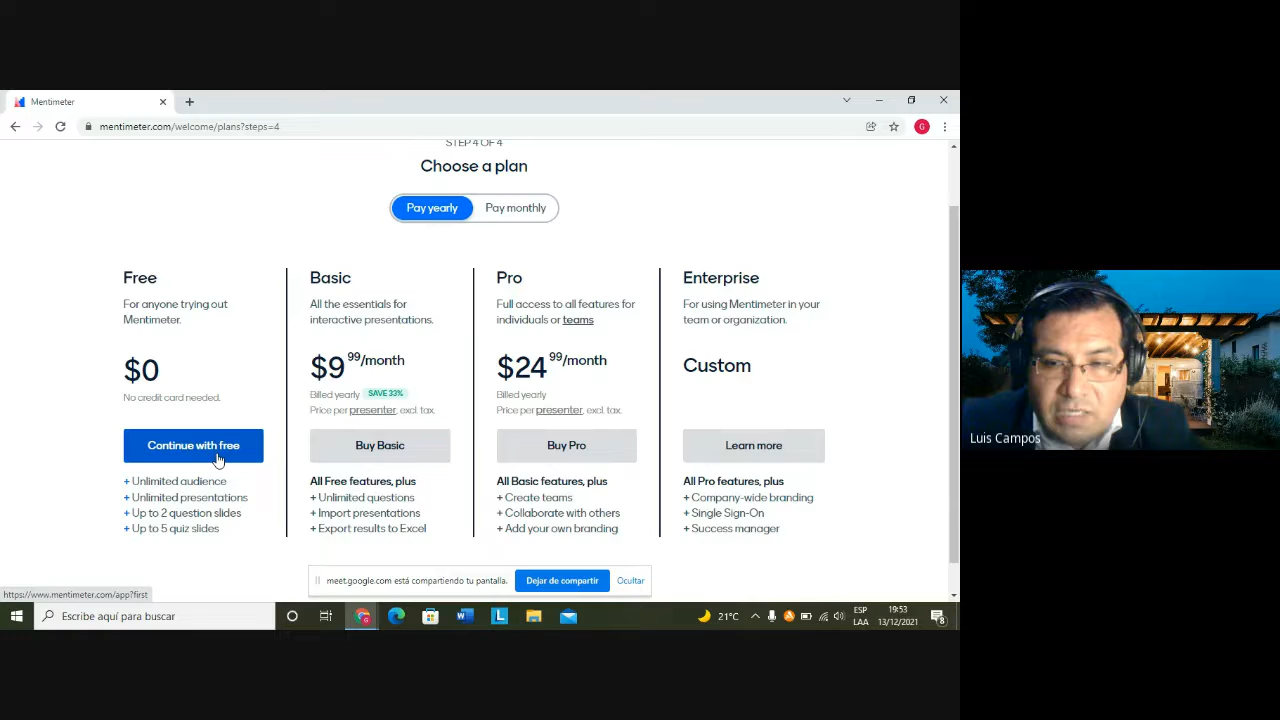 Mentimeter
mentimeter.com/welcome/plans?steps=4
G
STEP 4 OF 4
Choose a plan
Pay yearly
Pay monthly
Free
For anyone trying out
Mentimeter.
$0
No credit card needed.
Continue with free
+ Unlimited audience
+ Unlimited presentations
+ Up to 2 question slides
+ Up to 5 quiz slides
Basic
All the essentials for
interactive presentations.
$9 99/month
Billed yearly SAVE 33%
Price per presenter, excl. tax.
Buy Basic
All Free features, plus
+ Unlimited questions
+ Import presentations
+ Export results to Excel
Pro
Full access to all features for
individuals or teams
$24 99/month
Billed yearly
Price per presenter, excl. tax.
Buy Pro
All Basic features, plus
+ Create teams
+ Collaborate with others
+ Add your own branding
Enterprise
For using Mentimeter in your
team or organization.
Custom
Learn more
All Pro features, plus
+ Company-wide branding
+ Single Sign-On
+ Success manager
Luis Campos
meet.google.com está compartiendo tu pantalla.
Dejar de compartir
Ocultar
https://www.mentimeter.com/app?first
Escribe aquí para buscar
21°C
ESP
LAA
19:53
13/12/2021
8